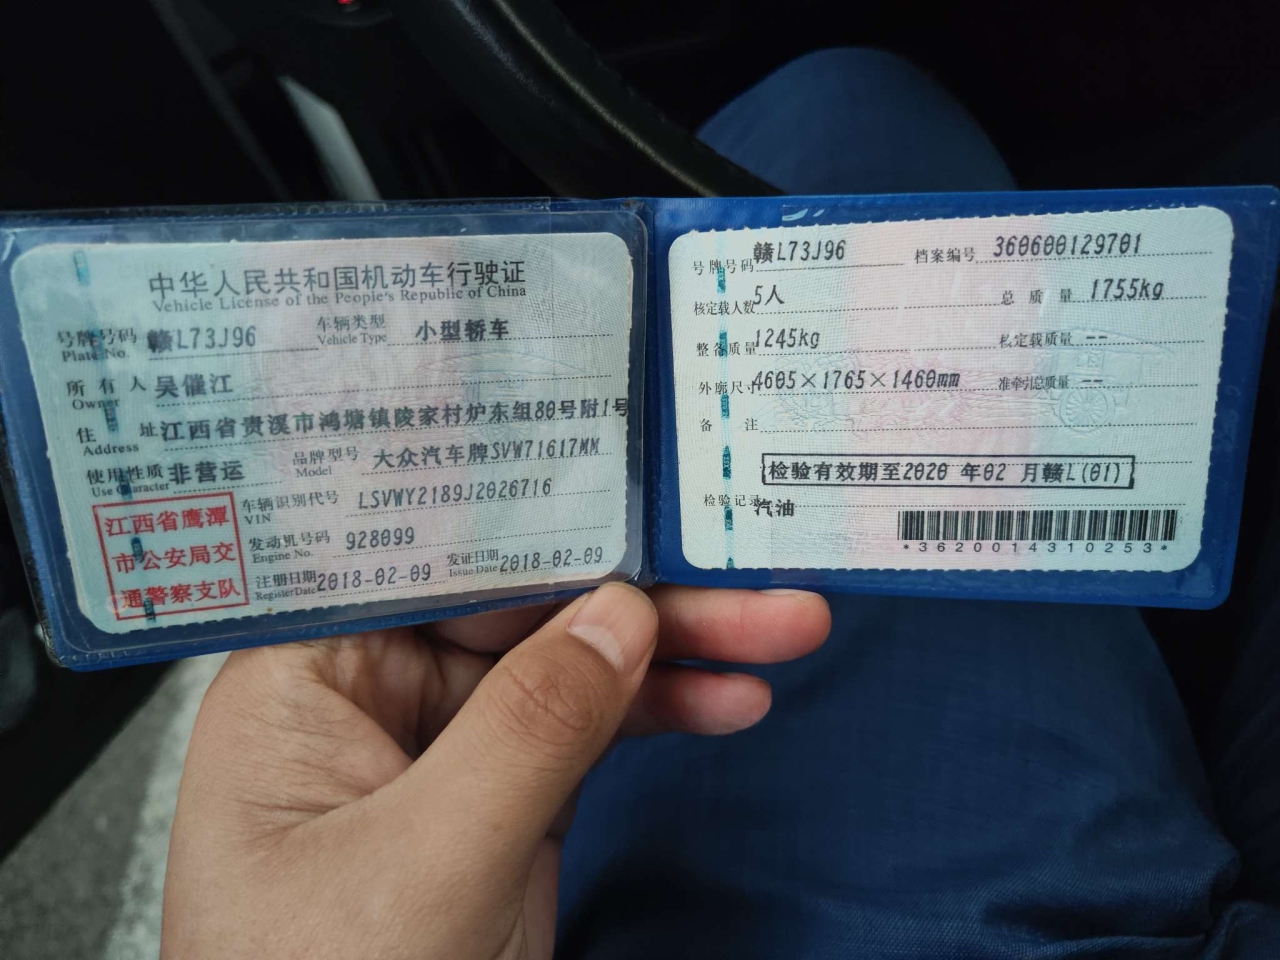 中华人民共和国机动车行驶证
Vehicle License of the People's Republic of China
号牌号码 赣L73J96 车辆类型 小型轿车
Plate No. Vehicle Type
所有人 吴催江
Owner
住址 江西省贵溪市鸿塘镇陵家村炉东组80号附1号
Address
使用性质 非营运 品牌型号 大众汽车牌SVW71617MM
Use Character Model
江西省鹰潭
市公安局交
通警察支队
车辆识别代号 LSVWY2189J2026716
VIN
发动机号码 928099
Engine No.
注册日期 2018-02-09 发证日期 2018-02-09
Register Date Issue Date
号牌号码 赣L73J96 档案编号 360600129701
核定载人数 5人 总质量 1755kg
整备质量 1245kg 核定载质量 --
外廓尺寸 4605×1765×1460mm 准牵引总质量 --
备注
检验有效期至2020 年02 月赣L(01)
检验记录
汽油
*3620014310253*